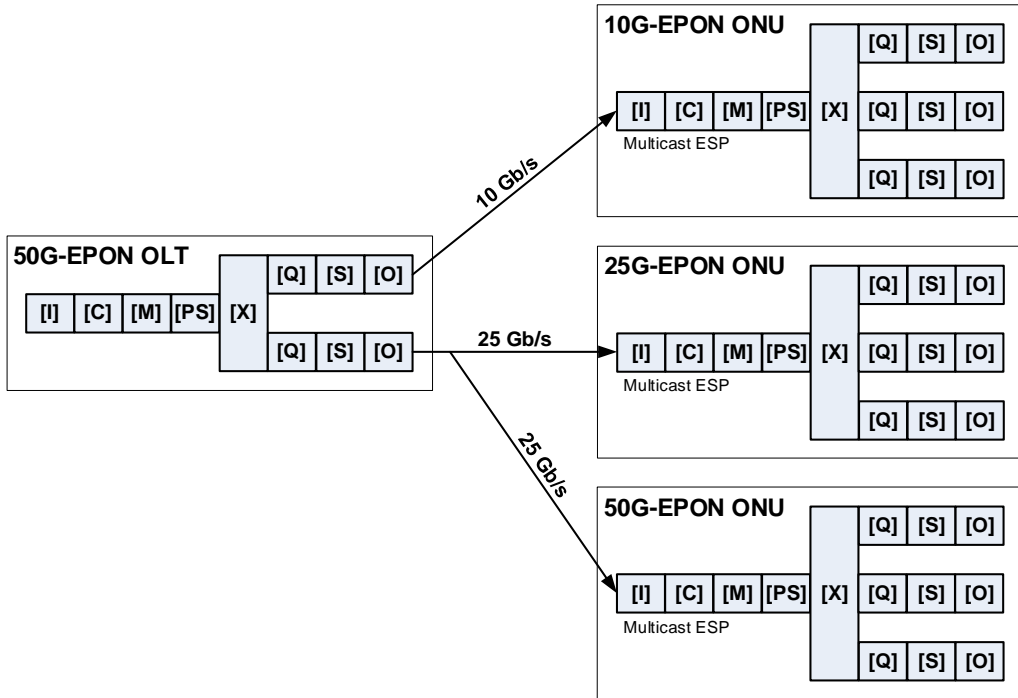 10G-EPON ONU
[Q] [S] [O]
[I] [C] [M] [PS] [X] [Q] [S] [O]
Multicast ESP
[Q] [S] [O]
10 Gb/s
50G-EPON OLT
[Q] [S] [O]
[I] [C] [M] [PS] [X]
[Q] [S] [O]
25 Gb/s
25G-EPON ONU
[Q] [S] [O]
[I] [C] [M] [PS] [X] [Q] [S] [O]
Multicast ESP
[Q] [S] [O]
25 Gb/s
50G-EPON ONU
[Q] [S] [O]
[I] [C] [M] [PS] [X] [Q] [S] [O]
Multicast ESP
[Q] [S] [O]